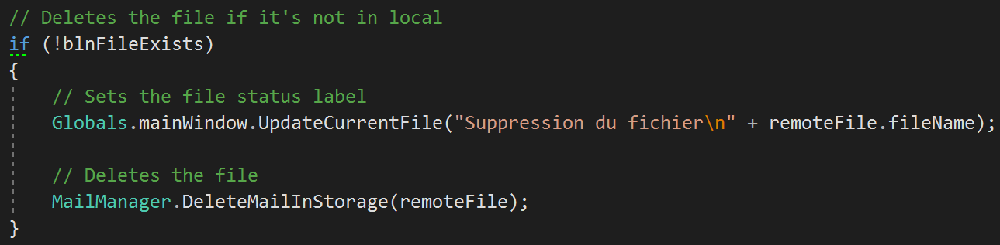 // Deletes the file if it's not in local
if (!blnFileExists)
{
// Sets the file status label
Globals.mainWindow.UpdateCurrentFile("Suppression du fichier\n" + remoteFile.fileName);
// Deletes the file
MailManager.DeleteMailInStorage(remoteFile);
}